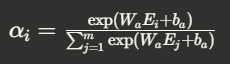 α_i = exp(W_a E_i + b_a) / ∑_{j=1}^{m} exp(W_a E_j + b_a)